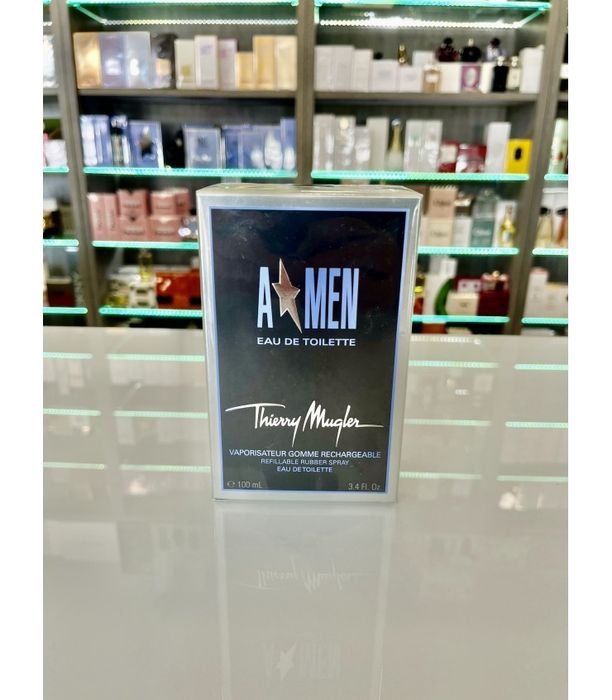 A★MEN
EAU DE TOILETTE
Thierry Mugler
VAPORISATEUR GOMME RECHARGEABLE
REFILLABLE RUBBER SPRAY
EAU DE TOILETTE
℮ 100 mL 3.4 Fl. Oz